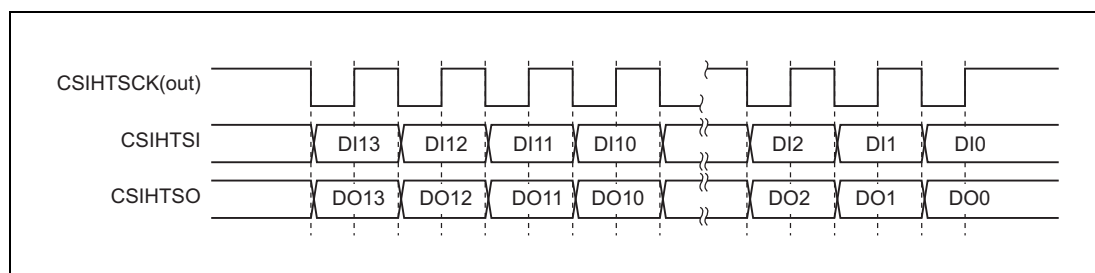 CSIHTSCK(out)
CSIHTSI DI13 DI12 DI11 DI10 DI2 DI1 DI0
CSIHTSO DO13 DO12 DO11 DO10 DO2 DO1 DO0